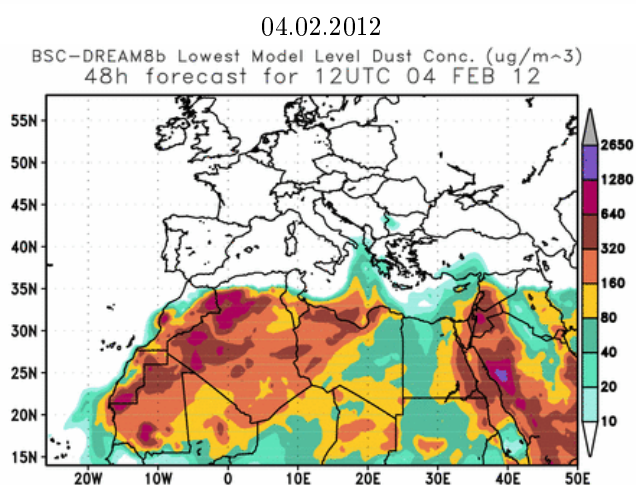 04.02.2012
BSC-DREAM8b Lowest Model Level Dust Conc. (ug/m^3)
48h forecast for 12UTC 04 FEB 12
55N
50N
45N
40N
35N
30N
25N
20N
15N
20W
10W
0
10E
20E
30E
40E
50E
2650
1280
640
320
160
80
40
20
10